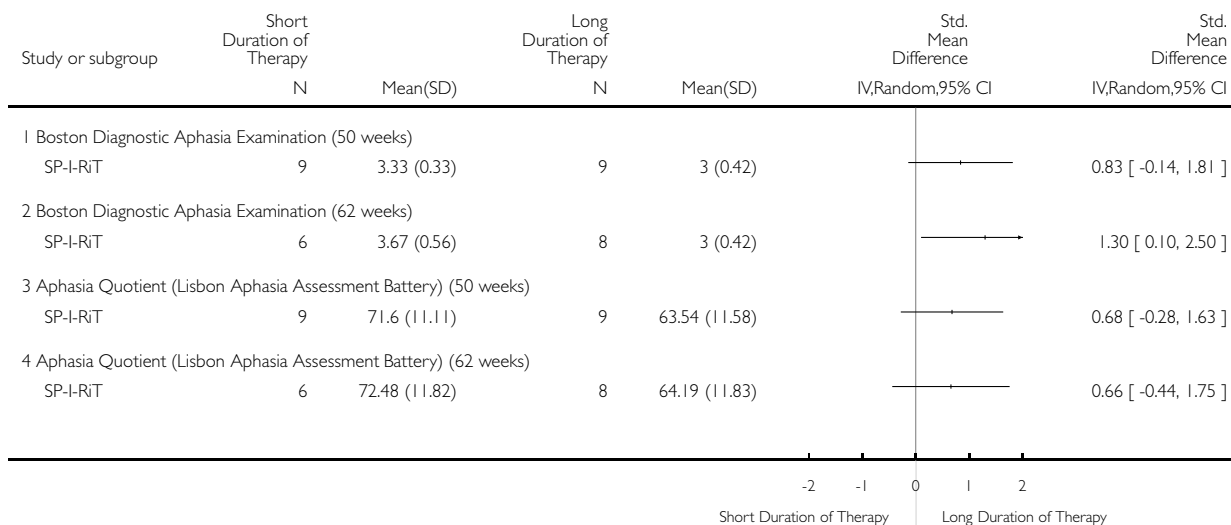 Short Long Std. Std.
Duration of Duration of Mean Mean
Study or subgroup Therapy Therapy Difference Difference
N Mean(SD) N Mean(SD) IV,Random,95% CI IV,Random,95% CI
1 Boston Diagnostic Aphasia Examination (50 weeks)
SP-I-RiT 9 3.33 (0.33) 9 3 (0.42) 0.83 [ -0.14, 1.81 ]
2 Boston Diagnostic Aphasia Examination (62 weeks)
SP-I-RiT 6 3.67 (0.56) 8 3 (0.42) 1.30 [ 0.10, 2.50 ]
3 Aphasia Quotient (Lisbon Aphasia Assessment Battery) (50 weeks)
SP-I-RiT 9 71.6 (11.11) 9 63.54 (11.58) 0.68 [ -0.28, 1.63 ]
4 Aphasia Quotient (Lisbon Aphasia Assessment Battery) (62 weeks)
SP-I-RiT 6 72.48 (11.82) 8 64.19 (11.83) 0.66 [ -0.44, 1.75 ]
-2 -1 0 1 2
Short Duration of Therapy Long Duration of Therapy